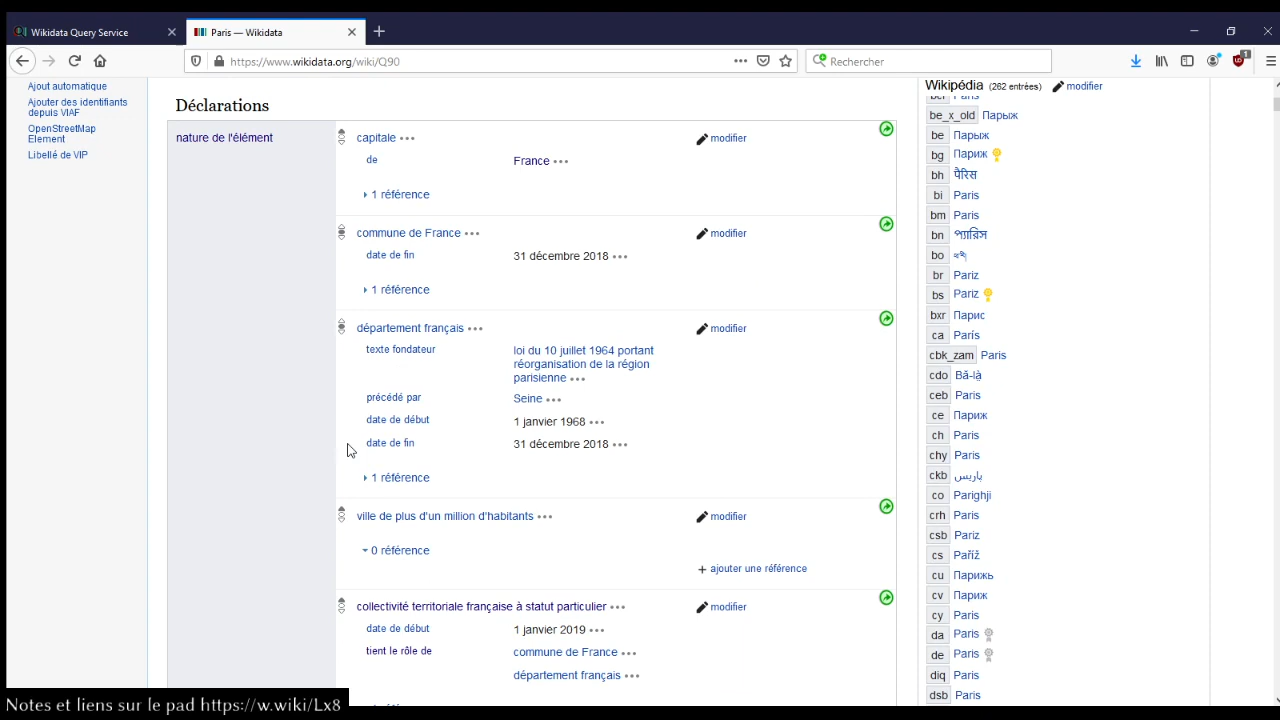 Wikidata Query Service
Paris — Wikidata
https://www.wikidata.org/wiki/Q90
Rechercher
1
Ajout automatique
Ajouter des identifiants
depuis VIAF
OpenStreetMap
Element
Libellé de VIP
Déclarations
nature de l'élément
capitale
modifier
de
France
1 référence
commune de France
modifier
date de fin
31 décembre 2018
1 référence
département français
modifier
texte fondateur
loi du 10 juillet 1964 portant
réorganisation de la région
parisienne
précédé par
Seine
date de début
1 janvier 1968
date de fin
31 décembre 2018
1 référence
ville de plus d'un million d'habitants
modifier
0 référence
+ ajouter une référence
collectivité territoriale française à statut particulier
modifier
date de début
1 janvier 2019
tient le rôle de
commune de France
département français
Wikipédia (262 entrées) modifier
be_x_old Парыж
be Парыж
bg Париж
bh पैरिस
bi Paris
bm Paris
bn প্যারিস
bo
br Pariz
bs Pariz
bxr Парис
ca París
cbk_zam Paris
cdo Bă-là̤
ceb Paris
ce Париж
ch Paris
chy Paris
ckb پاریس
co Parighji
crh Paris
csb Pariz
cs Paříž
cu Парижь
cv Париж
cy Paris
da Paris
de Paris
diq Paris
dsb Paris
Notes et liens sur le pad https://w.wiki/Lx8